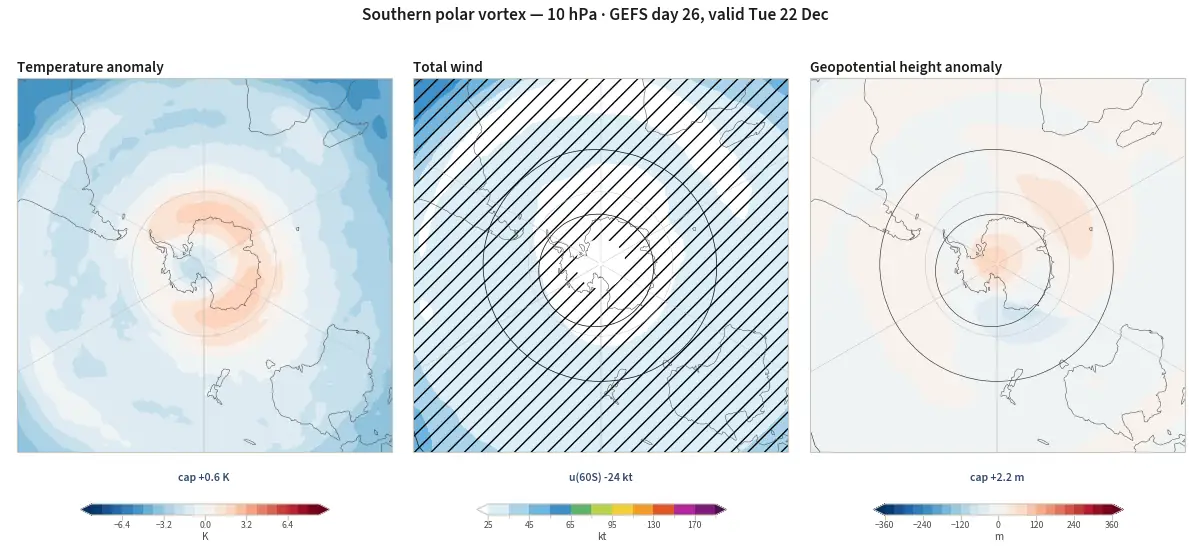 Southern polar vortex — 10 hPa · GEFS day 26, valid Tue 22 Dec
Temperature anomaly
Total wind
Geopotential height anomaly
cap +0.6 K
u(60S) -24 kt
cap +2.2 m
−6.4 −3.2 0.0 3.2 6.4
K
25 45 65 95 130 170
kt
−360 −240 −120 0 120 240 360
m